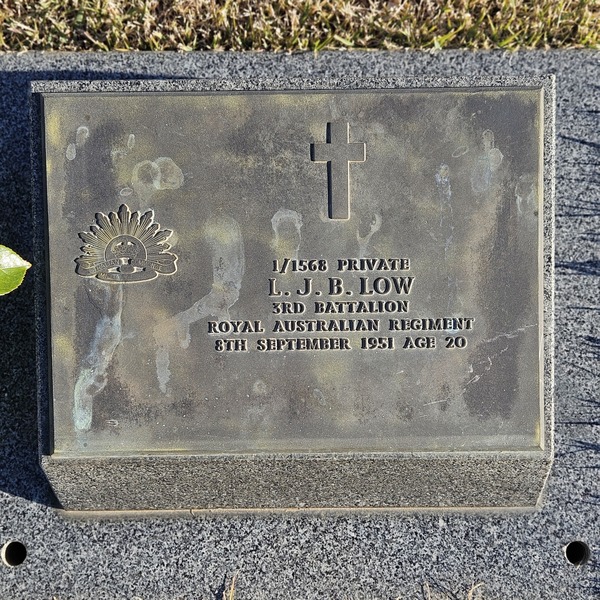 1/1568 PRIVATE
L. J. B. LOW
3RD BATTALION
ROYAL AUSTRALIAN REGIMENT
8TH SEPTEMBER 1951 AGE 20